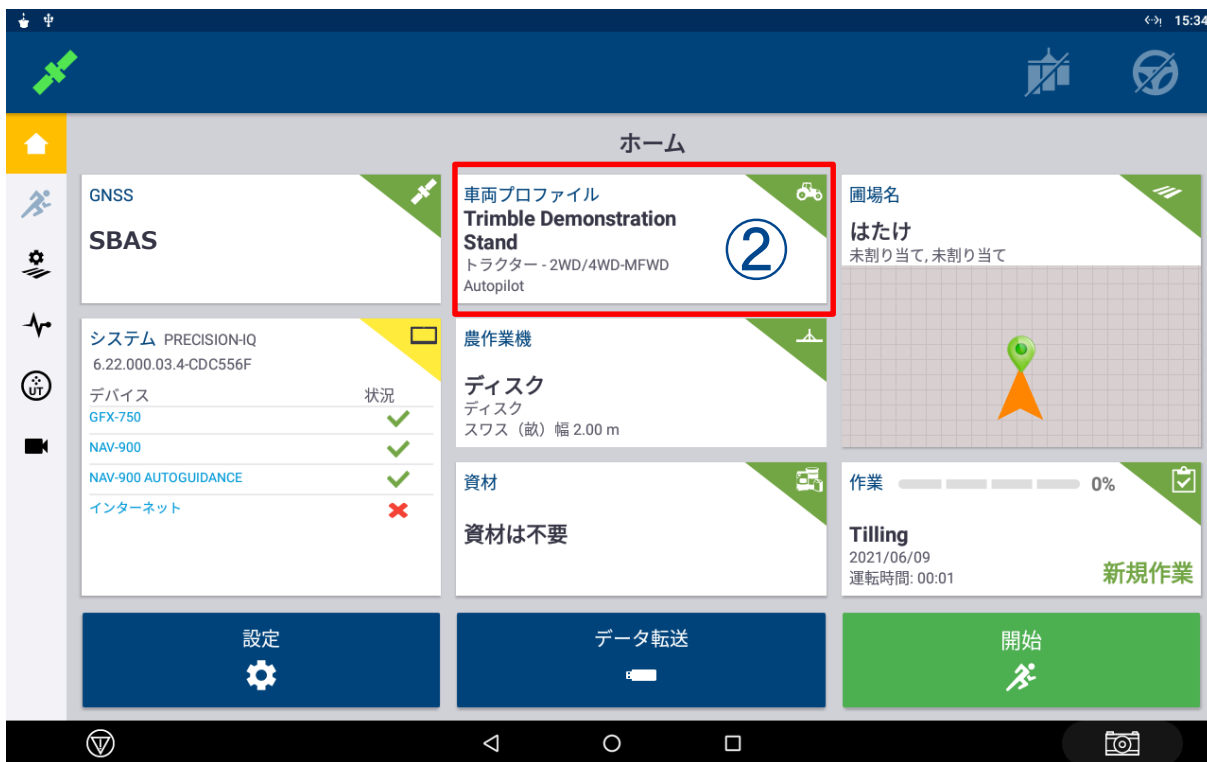 15:34
ホーム
GNSS
SBAS
車両プロファイル
Trimble Demonstration
Stand
トラクター - 2WD/4WD-MFWD
Autopilot
②
圃場名
はたけ
未割り当て, 未割り当て
システム PRECISION-IQ
6.22.000.03.4-CDC556F
デバイス 状況
GFX-750
NAV-900
NAV-900 AUTOGUIDANCE
インターネット
農作業機
ディスク
ディスク
スワス（畝）幅 2.00 m
資材
資材は不要
作業 0%
Tilling
2021/06/09
運転時間: 00:01
新規作業
UT
設定
データ転送
開始